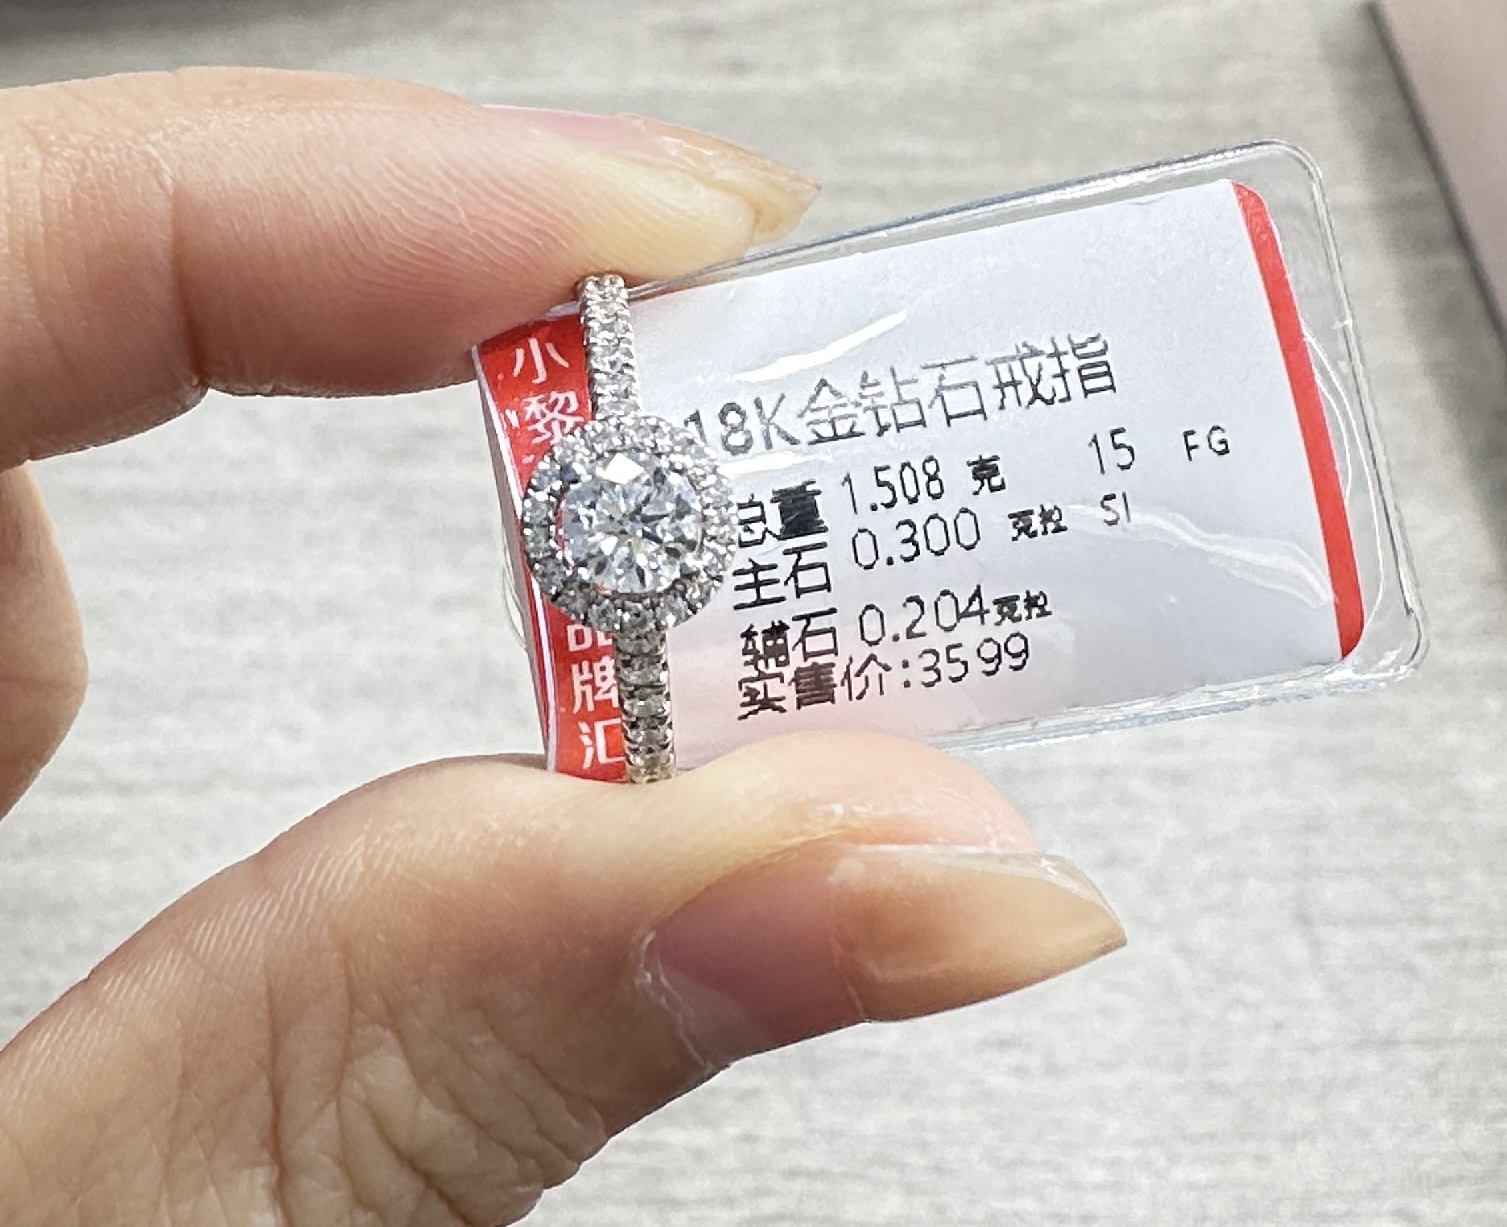 小黎
品牌汇
18K金钻石戒指
总重 1.508 克 15 FG
主石 0.300 克拉 SI
辅石 0.204克拉
实售价:3599